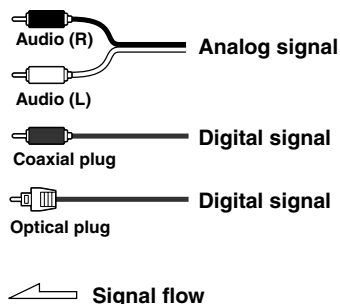 Audio (R)
Analog signal
Audio (L)
Digital signal
Coaxial plug
Digital signal
Optical plug
Signal flow